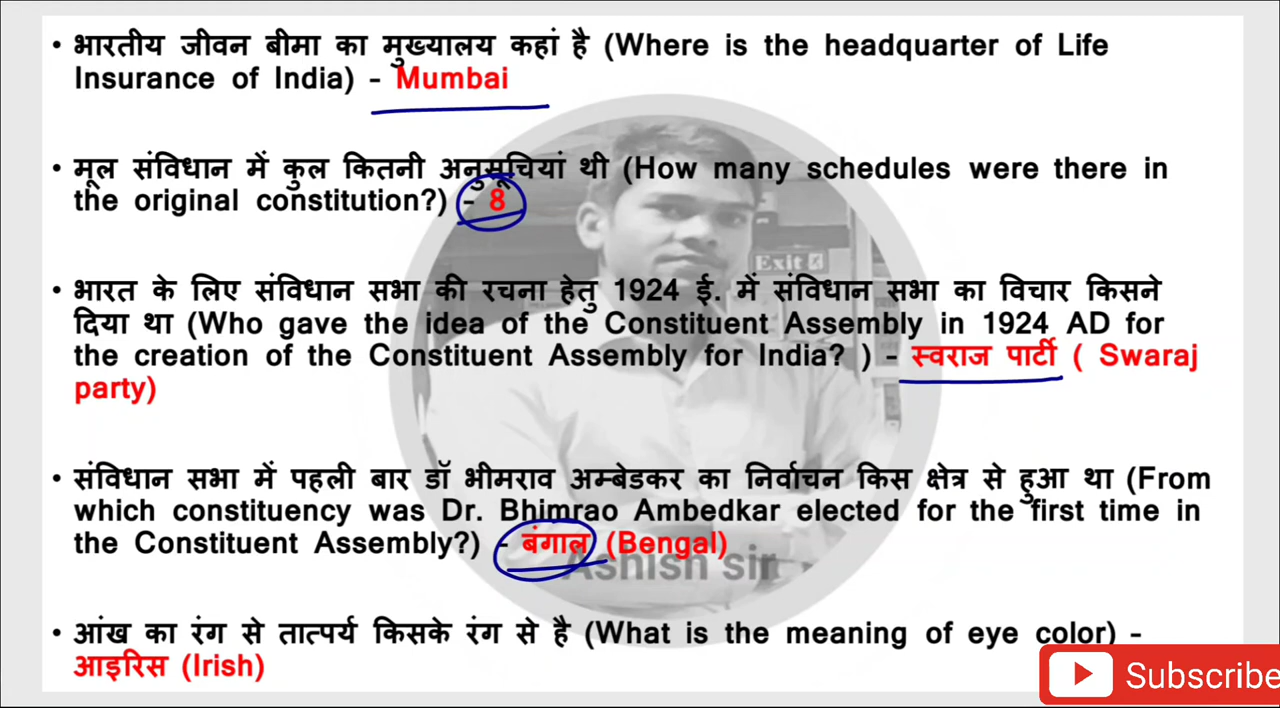 • भारतीय जीवन बीमा का मुख्यालय कहां है (Where is the headquarter of Life
Insurance of India) - Mumbai
• मूल संविधान में कुल कितनी अनुसूचियां थी (How many schedules were there in
the original constitution?) - 8
Exit
• भारत के लिए संविधान सभा की रचना हेतु 1924 ई. में संविधान सभा का विचार किसने
दिया था (Who gave the idea of the Constituent Assembly in 1924 AD for
the creation of the Constituent Assembly for India? ) - स्वराज पार्टी ( Swaraj
party)
• संविधान सभा में पहली बार डॉ भीमराव अम्बेडकर का निर्वाचन किस क्षेत्र से हुआ था (From
which constituency was Dr. Bhimrao Ambedkar elected for the first time in
the Constituent Assembly?) - बंगाल (Bengal)
Ashish sir
• आंख का रंग से तात्पर्य किसके रंग से है (What is the meaning of eye color) -
आइरिस (Irish)
Subscribe